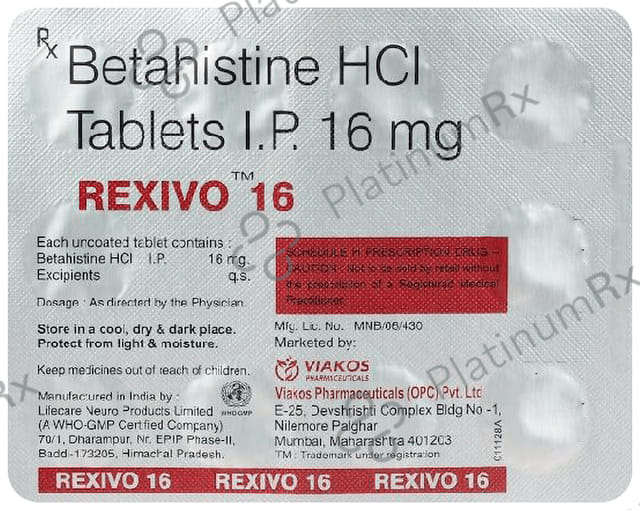 Rx
Betahistine HCl
Tablets I.P. 16 mg
REXIVO™ 16
Each uncoated tablet contains :
Betahistine HCl I.P. 16 mg.
Excipients q.s.
Dosage : As directed by the Physician.
Store in a cool, dry & dark place.
Protect from light & moisture.
Keep medicines out of reach of children.
Manufactured in India by :
Lifecare Neuro Products Limited
(A WHO-GMP Certified Company)
70/1, Dharampur, Nr. EPIP Phase-II,
Baddi-173205, Himachal Pradesh.
WHO GMP
SCHEDULE H PRESCRIPTION DRUG –
CAUTION : Not to be sold by retail without
the prescription of a Registered Medical
Practitioner.
Mfg. Lic. No. MNB/06/430
Marketed by:
VIAKOS
PHARMACEUTICALS
Viakos Pharmaceuticals (OPC) Pvt. Ltd
E-25, Devshrishti Complex Bldg No -1,
Nilemore Palghar
Mumbai, Maharashtra 401203
TM : Trademark under registration
C11128A
REXIVO 16 REXIVO 16 REXIVO 16
PlatinumRx
PlatinumRx
PlatinumRx